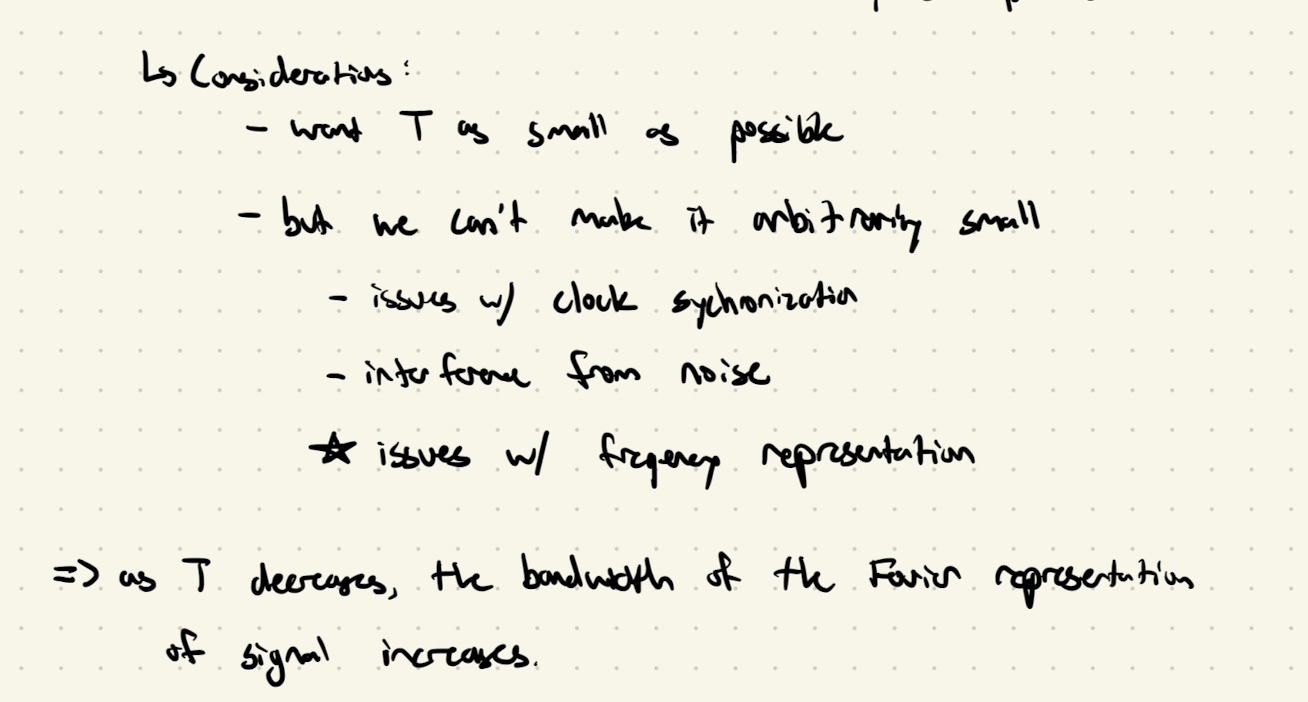 ↳ Considerations:
- want T as small as possible
- but we can't make it arbitrarily small
- issues w/ clock sychronization
- interference from noise
☆ issues w/ freqency representation
=> as T decreases, the bandwidth of the Fourier representation
of signal increases.